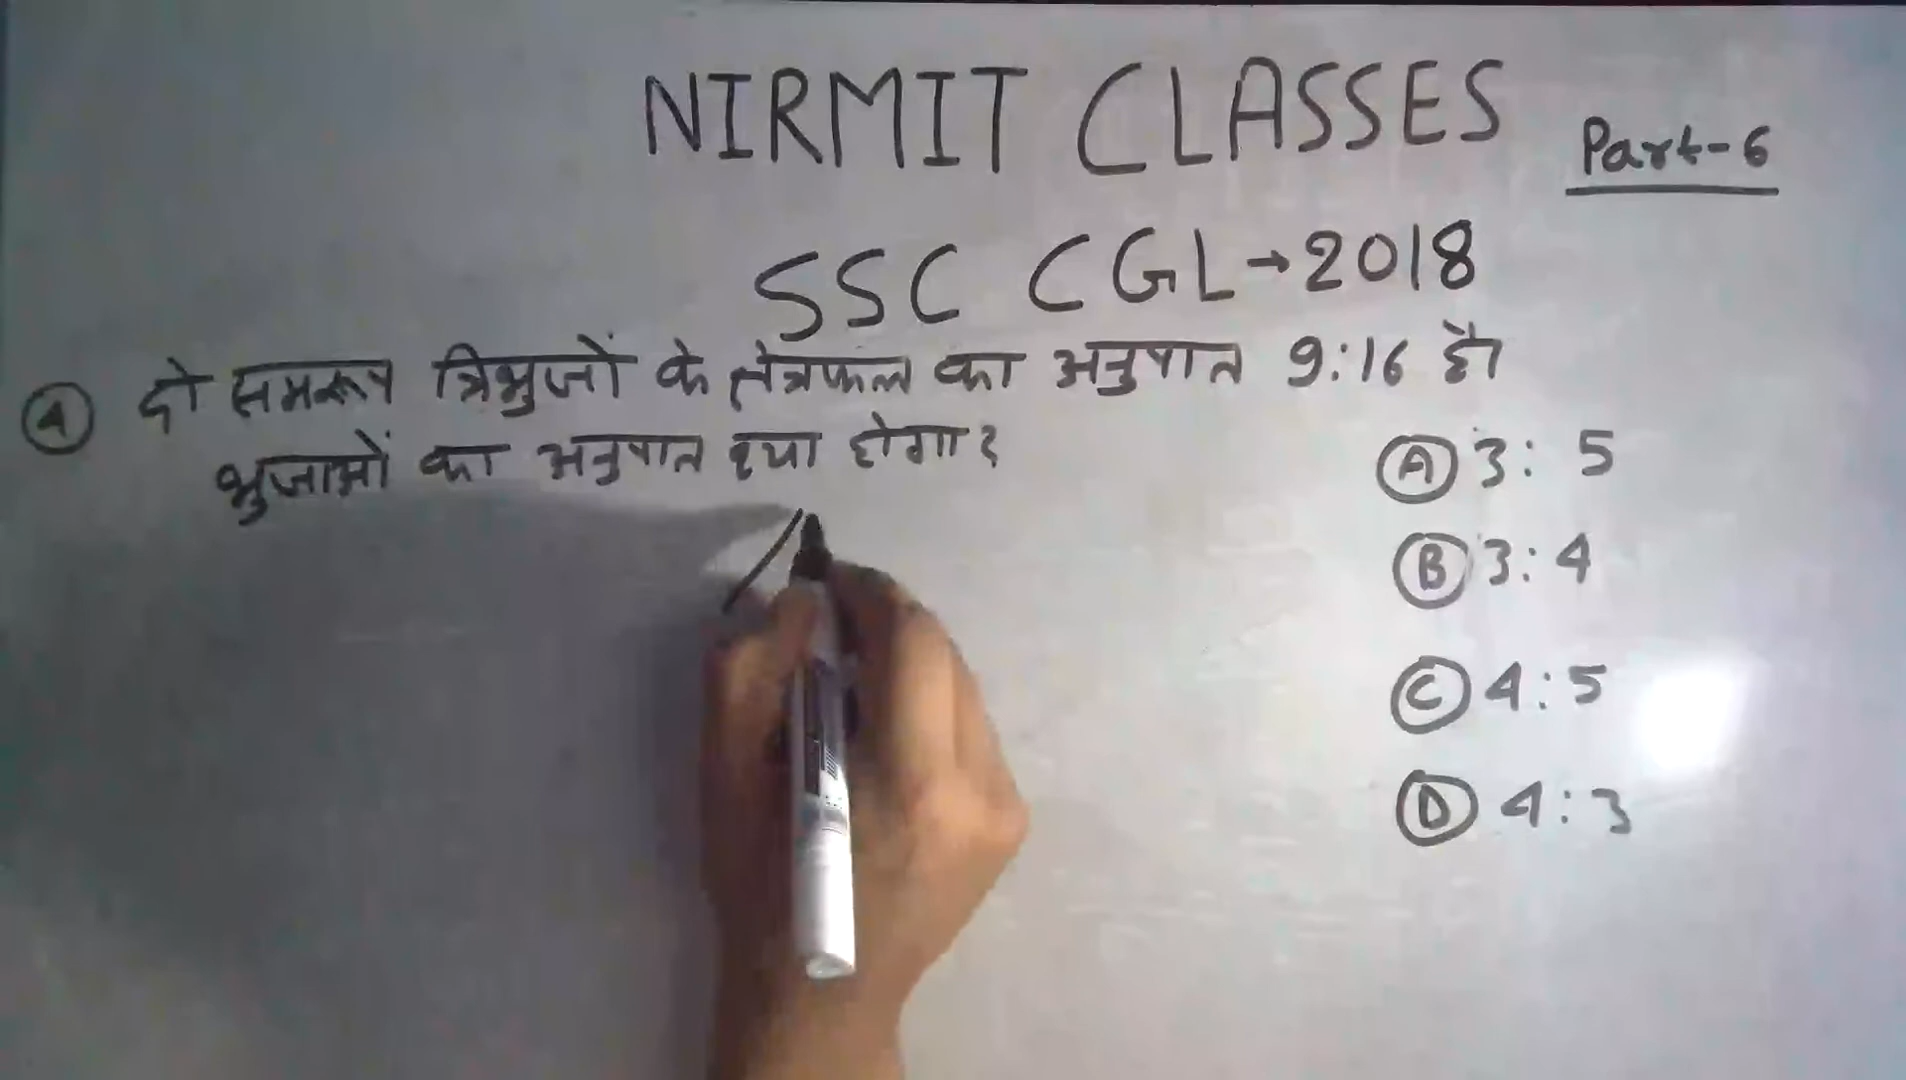 NIRMIT CLASSES
Part-6
SSC CGL→2018
④ दो समरूप त्रिभुजों के क्षेत्रफल का अनुपात 9:16 है।
भुजाओं का अनुपात क्या होगा?
Ⓐ 3: 5
Ⓑ 3: 4
Ⓒ 4: 5
Ⓓ 4: 3